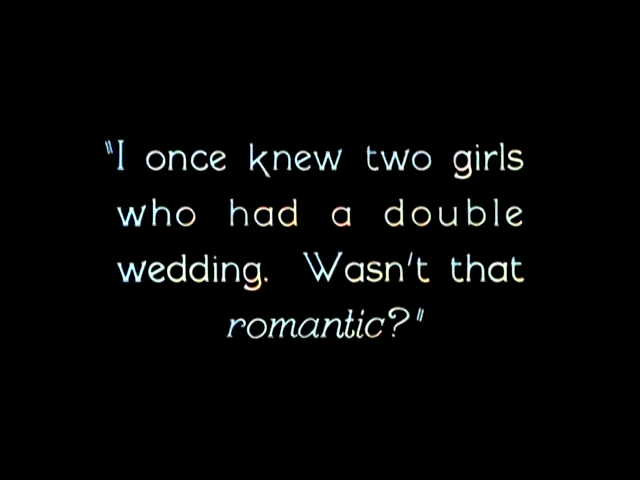 "I once knew two girls
who had a double
wedding. Wasn't that
romantic?"